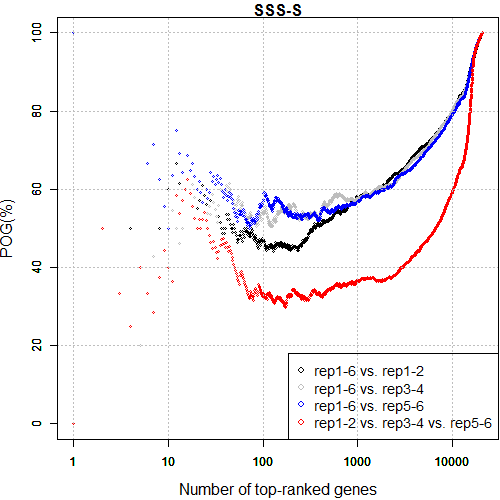 SSS-S
100
80
60
40
20
0
POG(%)
rep1-6 vs. rep1-2
rep1-6 vs. rep3-4
rep1-6 vs. rep5-6
rep1-2 vs rep3-4 vs rep5-6
1 10 100 1000 10000
Number of top-ranked genes